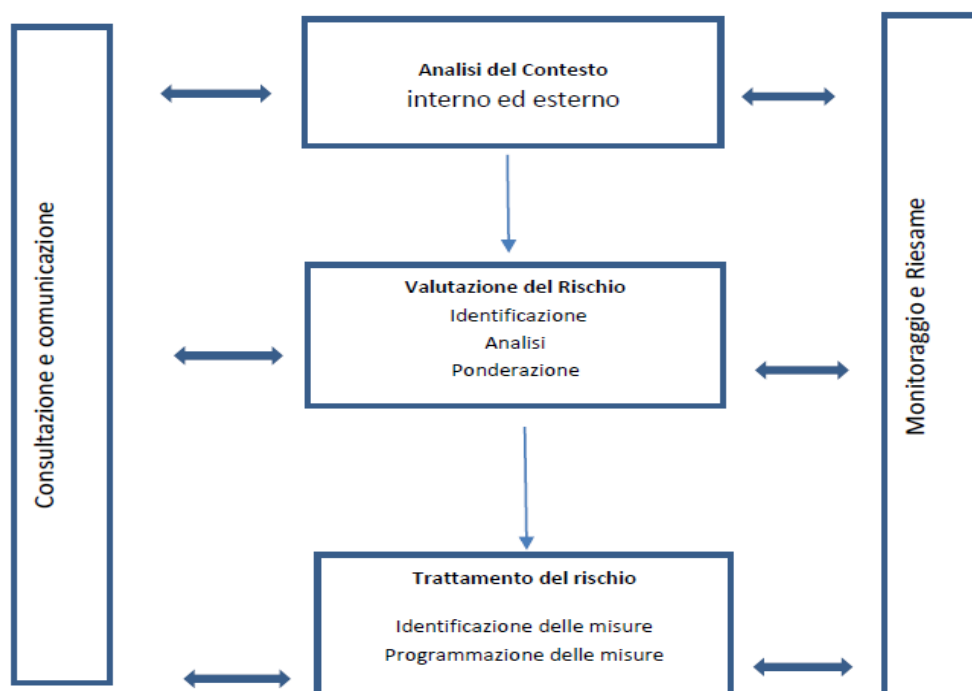 Consultazione e comunicazione
Analisi del Contesto
interno ed esterno
Valutazione del Rischio
Identificazione
Analisi
Ponderazione
Trattamento del rischio
Identificazione delle misure
Programmazione delle misure
Monitoraggio e Riesame